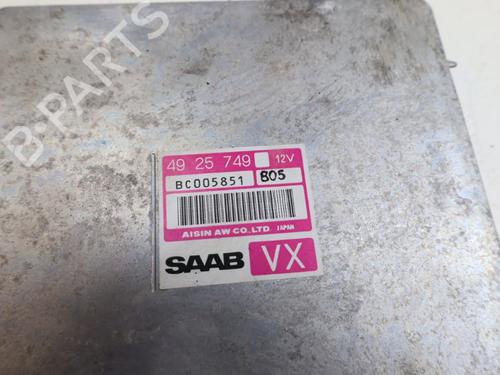 B-PARTS
49 25 749 12V
BC005851 805
AISIN AW CO.,LTD. JAPAN
SAAB VX